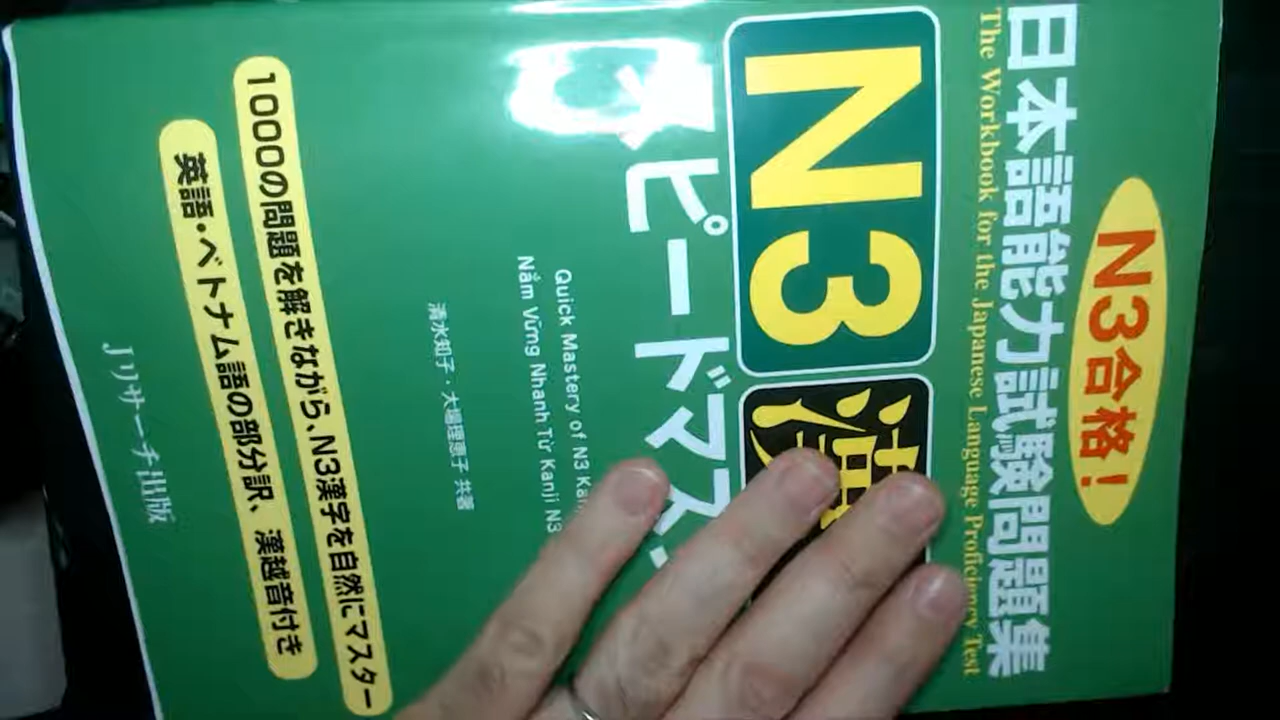 N3合格!
日本語能力試験問題集
The Workbook for the Japanese Language Proficiency Test
N3 漢
スピードマス
Quick Mastery of N3
Nắm Vững Nhanh Từ Kanji N3
清水知子・大場理恵子 共著
1000の問題を解きながら、N3漢字を自然にマスター
英語・ベトナム語の部分訳、漢越音付き
Jリサーチ出版